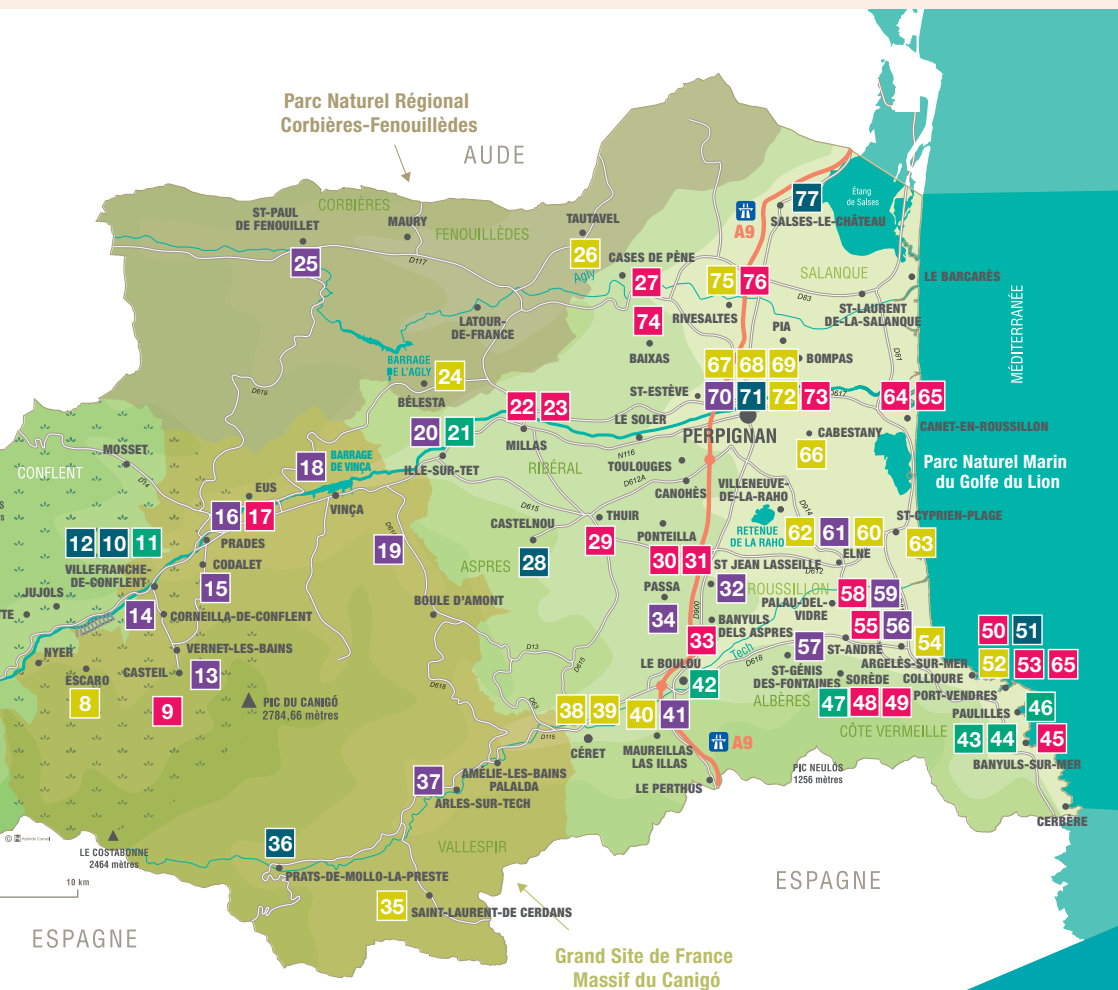 Parc Naturel Régional
Corbières-Fenouillèdes
AUDE
CORBIÈRES
ST-PAUL
DE FENOUILLET
25
MAURY
FENOUILLÈDES
D117
TAUTAVEL
26
Agly
CASES DE PÈNE
27
74
BAIXAS
A9
77
SALSES-LE-CHÂTEAU
Étang
de Salses
SALANQUE
LE BARCARÈS
75 76
RIVESALTES
D83
ST-LAURENT
DE-LA-SALANQUE
D81
PIA
MÉDITERRANÉE
LATOUR-
DE-FRANCE
BARRAGE
DE L'AGLY
24
BÉLESTA
D619
67 68 69
BOMPAS
ST-ESTÈVE
70 71 72 73
D617
64 65
CANET-EN-ROUSSILLON
PERPIGNAN
CABESTANY
66
22 23
MILLAS
LE SOLER
N116
20 21
ILLE-SUR-TET
RIBÉRAL
TOULOUGES
D612A
CANOHÈS
Parc Naturel Marin
du Golfe du Lion
MOSSET
CONFLENT
D14
18
BARRAGE
DE VINÇA
EUS
VINÇA
16 17
PRADES
D615
CASTELNOU
28
ASPRES
THUIR
29
PONTEILLA
30 31
VILLENEUVE-
DE-LA-RAHO
RETENUE
DE LA RAHO
D914
62 61 60
ELNE
D612
ST-CYPRIEN-PLAGE
63
12 10 11
VILLEFRANCHE-
DE-CONFLENT
CODALET
15
19
JUJOLS
TTE
14
CORNEILLA-DE-CONFLENT
BOULE D'AMONT
PASSA
34
ST JEAN LASSEILLE
32
ROUSSILLON
D900
PALAU-DEL-
VIDRE
58 59
BANYULS
DELS ASPRES
33
55 56
ST-ANDRÉ
54
ARGELÈS-SUR-MER
50 51
NYER
ESCARO
8
VERNET-LES-BAINS
CASTEIL
13
9
PIC DU CANIGÓ
2784,66 mètres
D13
D618
D615
D63
Tech
D618
57
ST-GÉNIS
DES-FONTAINES
LE BOULOU
42
SORÈDE
47 48 49
ALBÈRES
COLLIOURE
52 53 65
PORT-VENDRES
PAULILLES
46
CÔTE VERMEILLE
43 44 45
BANYULS-SUR-MER
38 39
CÉRET
40 41
MAUREILLAS
LAS ILLAS
A9
LE PERTHUS
PIC NEULÓS
1256 mètres
CERBÈRE
D115
AMÉLIE-LES-BAINS
PALALDA
37
ARLES-SUR-TECH
VALLESPIR
LE COSTABONNE
2464 mètres
36
PRATS-DE-MOLLO-LA-PRESTE
35
SAINT-LAURENT-DE CERDANS
10 km
ESPAGNE
ESPAGNE
Grand Site de France
Massif du Canigó